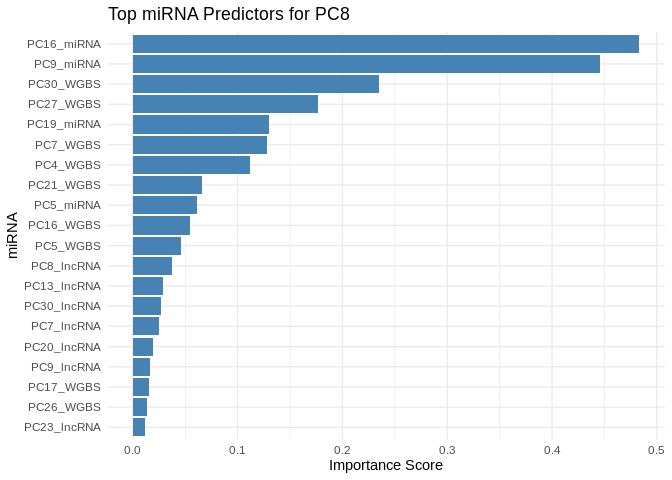 Top miRNA Predictors for PC8
miRNA
PC16_miRNA
PC9_miRNA
PC30_WGBS
PC27_WGBS
PC19_miRNA
PC7_WGBS
PC4_WGBS
PC21_WGBS
PC5_miRNA
PC16_WGBS
PC5_WGBS
PC8_lncRNA
PC13_lncRNA
PC30_lncRNA
PC7_lncRNA
PC20_lncRNA
PC9_lncRNA
PC17_WGBS
PC26_WGBS
PC23_lncRNA
0.0 0.1 0.2 0.3 0.4 0.5
Importance Score